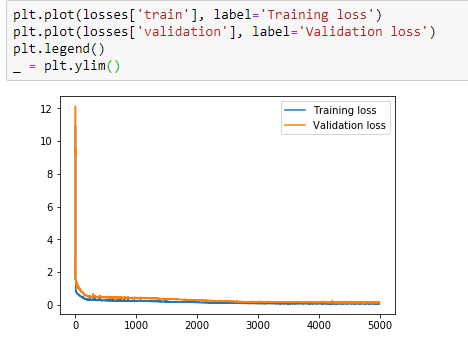 plt.plot(losses['train'], label='Training loss')
plt.plot(losses['validation'], label='Validation loss')
plt.legend()
_ = plt.ylim()
Training loss
Validation loss
12
10
8
6
4
2
0
0 1000 2000 3000 4000 5000